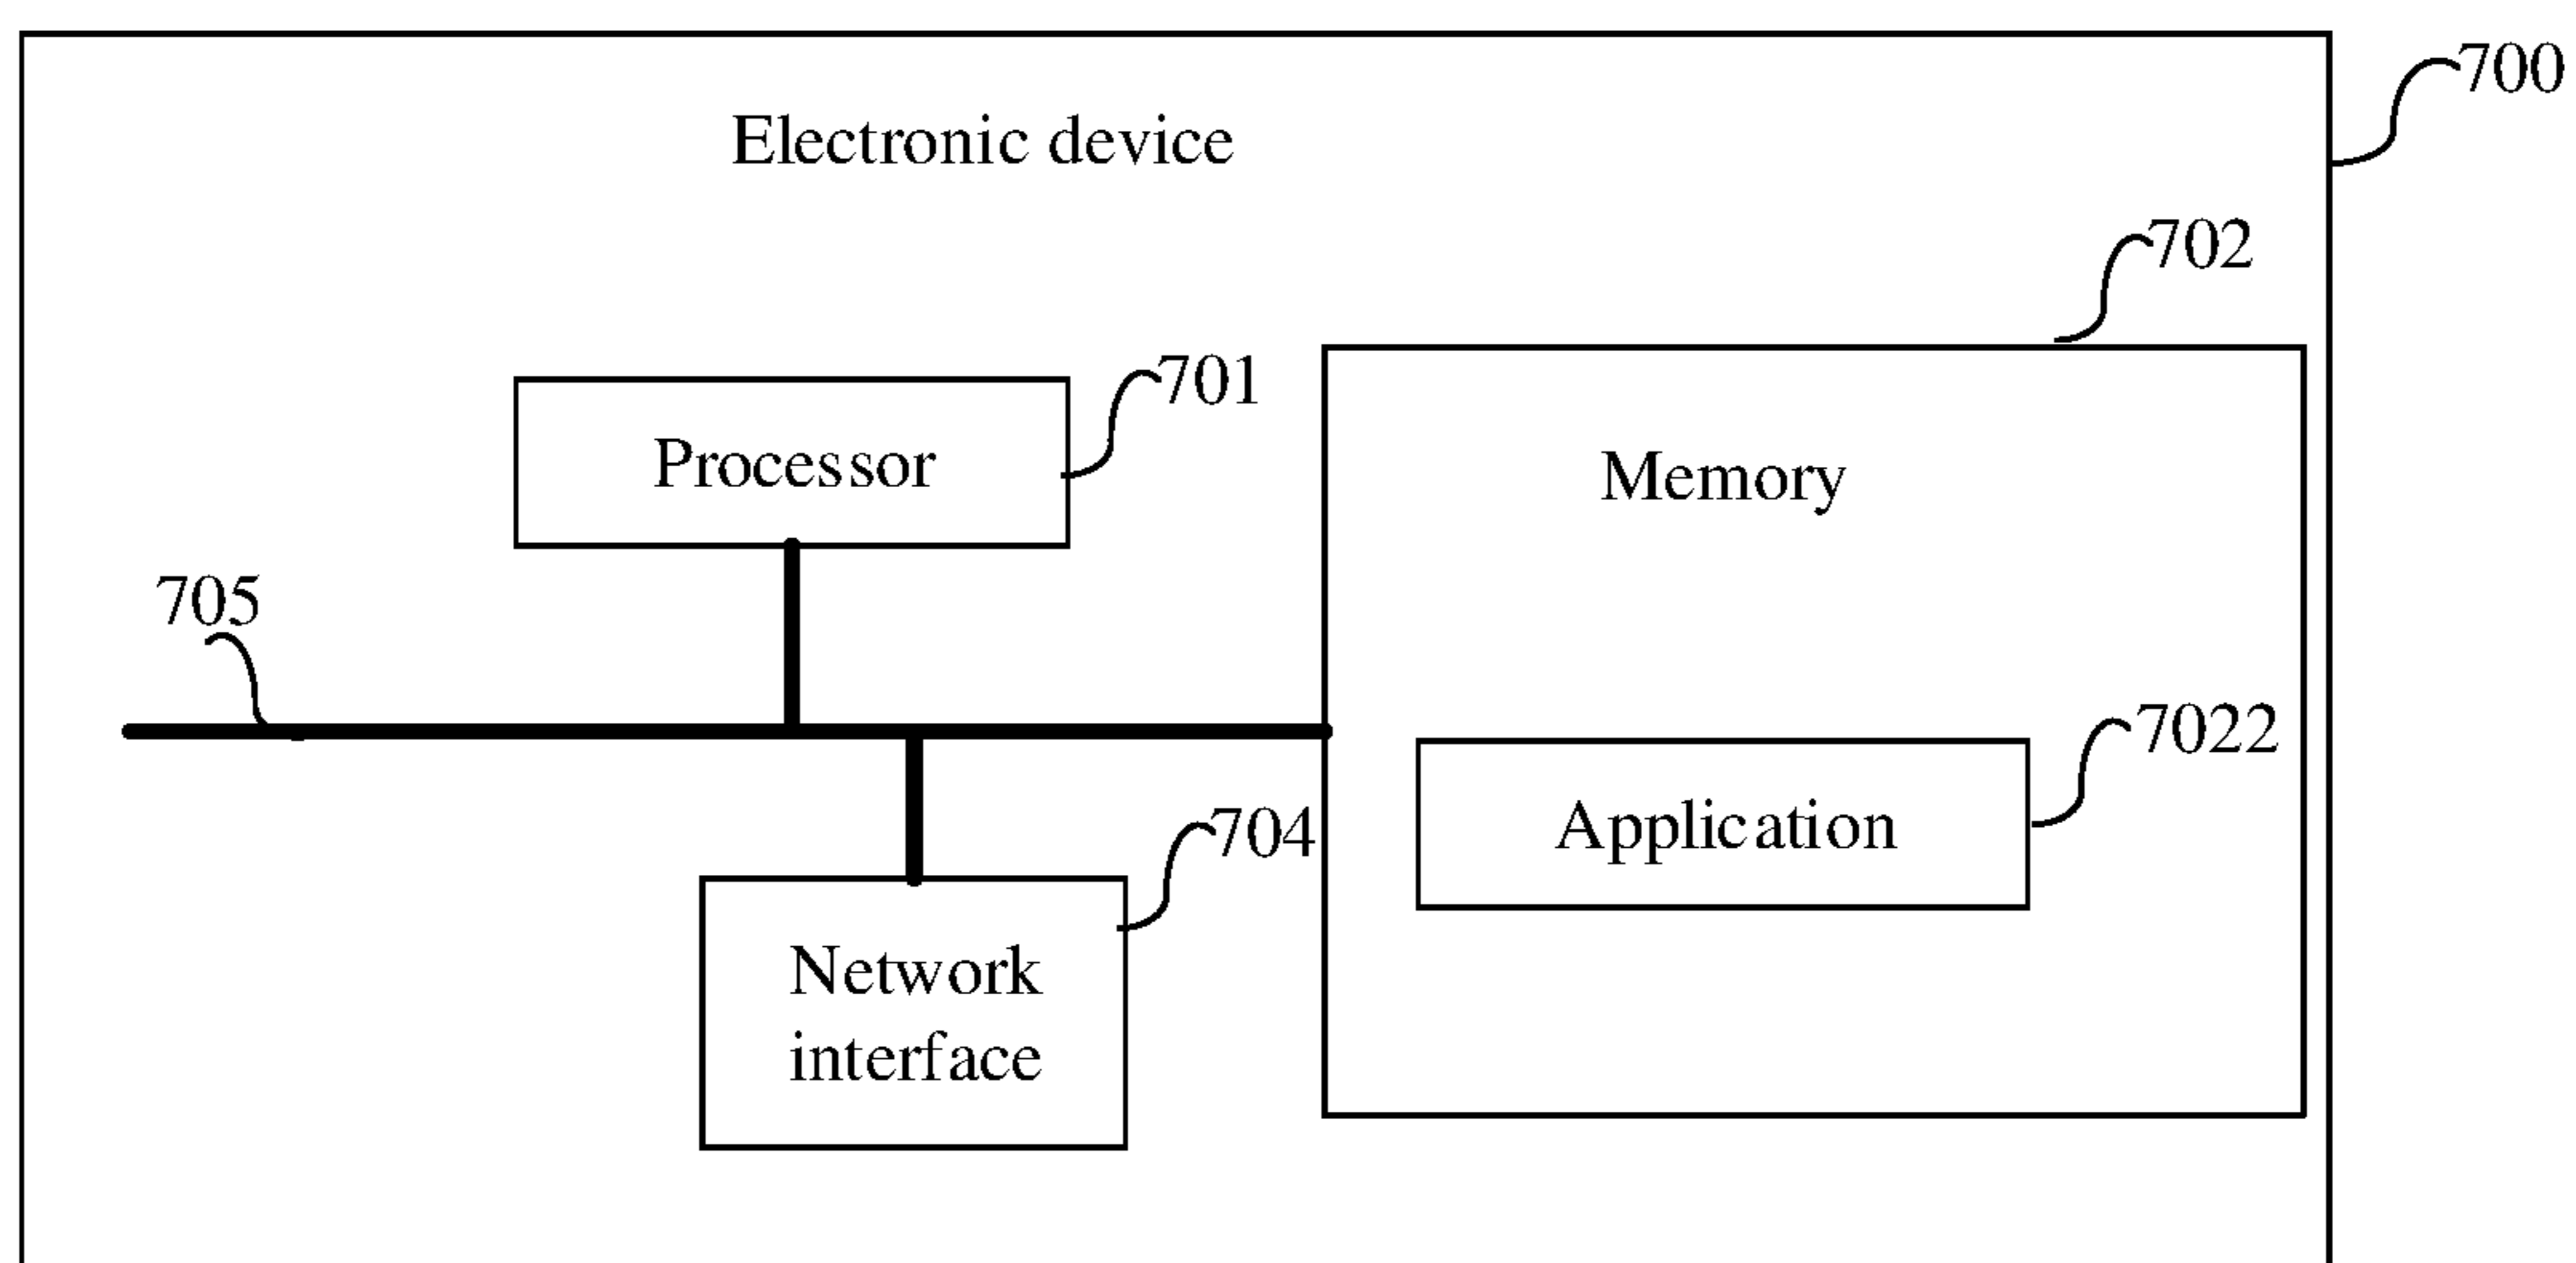 700
Electronic device
702
701
Processor
Memory
705
7022
704
Application
Network
interface